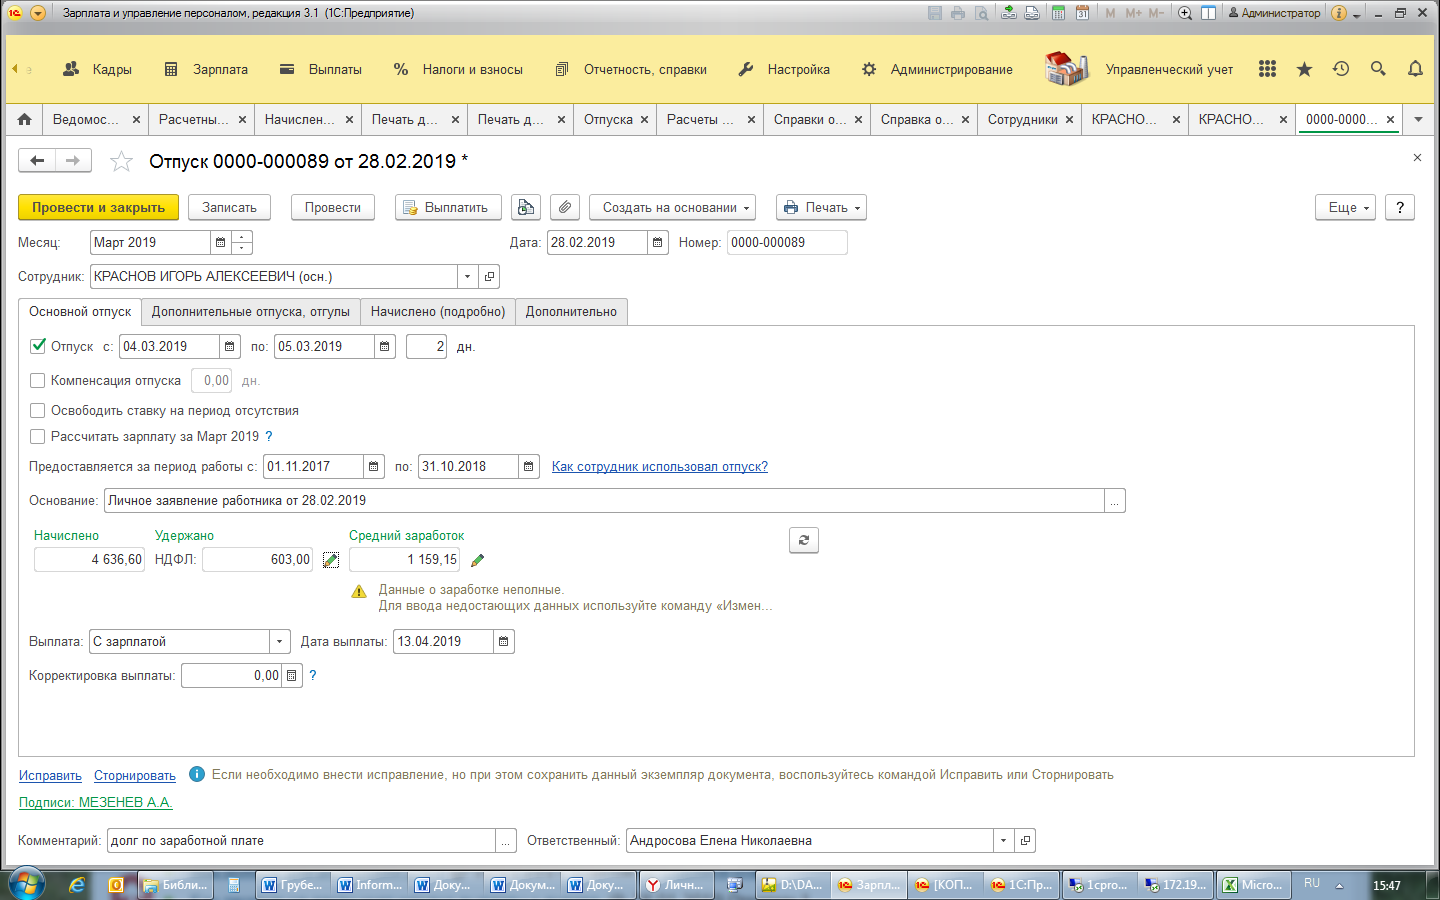 Зарплата и управление персоналом, редакция 3.1 (1С:Предприятие)
M M+ M-
Администратор
Кадры Зарплата Выплаты Налоги и взносы Отчетность, справки Настройка Администрирование Управленческий учет
Ведомос... Расчетны... Начислен... Печать д... Печать д... Отпуска Расчеты ... Справки о... Справка о... Сотрудники КРАСНО... КРАСНО... 0000-0000...
Отпуск 0000-000089 от 28.02.2019 *
Провести и закрыть Записать Провести Выплатить Создать на основании Печать Еще ?
Месяц: Март 2019 Дата: 28.02.2019 Номер: 0000-000089
Сотрудник: КРАСНОВ ИГОРЬ АЛЕКСЕЕВИЧ (осн.)
Основной отпуск Дополнительные отпуска, отгулы Начислено (подробно) Дополнительно
Отпуск с: 04.03.2019 по: 05.03.2019 2 дн.
Компенсация отпуска 0,00 дн.
Освободить ставку на период отсутствия
Рассчитать зарплату за Март 2019 ?
Предоставляется за период работы с: 01.11.2017 по: 31.10.2018 Как сотрудник использовал отпуск?
Основание: Личное заявление работника от 28.02.2019 ...
Начислено Удержано Средний заработок
4 636,60 НДФЛ: 603,00 1 159,15
Данные о заработке неполные.
Для ввода недостающих данных используйте команду «Измен...
Выплата: С зарплатой Дата выплаты: 13.04.2019
Корректировка выплаты: 0,00 ?
Исправить Сторнировать Если необходимо внести исправление, но при этом сохранить данный экземпляр документа, воспользуйтесь командой Исправить или Сторнировать
Подписи: МЕЗЕНЕВ А.А.
Комментарий: долг по заработной плате ... Ответственный: Андросова Елена Николаевна
Библи... Грубе... Inform... Доку... Докум... Доку... Личн... D:\DA... Зарпл... [КОП... 1С:Пр... 1cpro... 172.19... Micro... RU 15:47